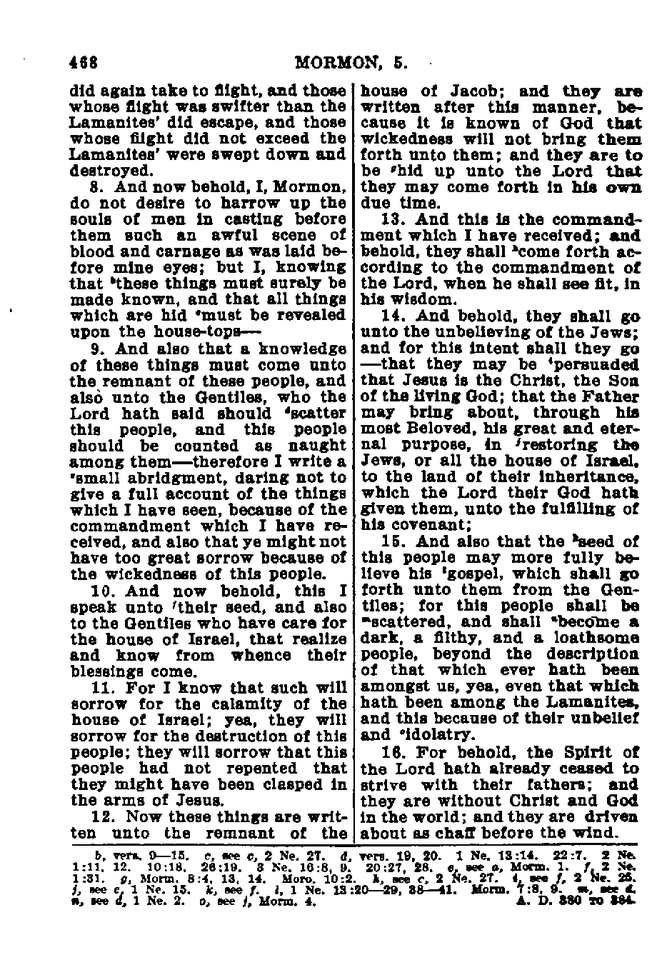 468
MORMON, 5.
did again take to flight, and those
whose flight was swifter than the
Lamanites' did escape, and those
whose flight did not exceed the
Lamanites' were swept down and
destroyed.
8. And now behold, I, Mormon,
do not desire to harrow up the
souls of men in casting before
them such an awful scene of
blood and carnage as was laid be-
fore mine eyes; but I, knowing
that ᵇthese things must surely be
made known, and that all things
which are hid ᶜmust be revealed
upon the house-tops—
9. And also that a knowledge
of these things must come unto
the remnant of these people, and
also unto the Gentiles, who the
Lord hath said should ᵈscatter
this people, and this people
should be counted as naught
among them—therefore I write a
ᵉsmall abridgment, daring not to
give a full account of the things
which I have seen, because of the
commandment which I have re-
ceived, and also that ye might not
have too great sorrow because of
the wickedness of this people.
10. And now behold, this I
speak unto ᶠtheir seed, and also
to the Gentiles who have care for
the house of Israel, that realize
and know from whence their
blessings come.
11. For I know that such will
sorrow for the calamity of the
house of Israel; yea, they will
sorrow for the destruction of this
people; they will sorrow that this
people had not repented that
they might have been clasped in
the arms of Jesus.
12. Now these things are writ-
ten unto the remnant of the
house of Jacob; and they are
written after this manner, be-
cause it is known of God that
wickedness will not bring them
forth unto them; and they are to
be ᵍhid up unto the Lord that
they may come forth in his own
due time.
13. And this is the command-
ment which I have received; and
behold, they shall ʰcome forth ac-
cording to the commandment of
the Lord, when he shall see fit, in
his wisdom.
14. And behold, they shall go
unto the unbelieving of the Jews;
and for this intent shall they go
—that they may be ⁱpersuaded
that Jesus is the Christ, the Son
of the living God; that the Father
may bring about, through his
most Beloved, his great and eter-
nal purpose, in ʲrestoring the
Jews, or all the house of Israel,
to the land of their inheritance,
which the Lord their God hath
given them, unto the fulfilling of
his covenant;
15. And also that the ᵏseed of
this people may more fully be-
lieve his ˡgospel, which shall go
forth unto them from the Gen-
tiles; for this people shall be
ᵐscattered, and shall ⁿbecome a
dark, a filthy, and a loathsome
people, beyond the description
of that which ever hath been
amongst us, yea, even that which
hath been among the Lamanites,
and this because of their unbelief
and ᵒidolatry.
16. For behold, the Spirit of
the Lord hath already ceased to
strive with their fathers; and
they are without Christ and God
in the world; and they are driven
about as chaff before the wind.
b, vers. 9—15. c, see c, 2 Ne. 27. d, vers. 19, 20. 1 Ne. 13:14. 22:7. 2 Ne.
1:11, 12. 10:18. 26:19. 3 Ne. 16:8, 9. 20:27, 28. e, see a, Morm. 1. f, 2 Ne.
1:31. g, Morm. 8:4, 13, 14. Moro. 10:2. h, see c, 2 Ne. 27. i, see f, 2 Ne. 25.
j, see e, 1 Ne. 15. k, see f. l, 1 Ne. 13:20—29, 38—41. Morm. 7:8, 9. m, see d.
n, see d, 1 Ne. 2. o, see j, Morm. 4.
A. D. 380 TO 384.